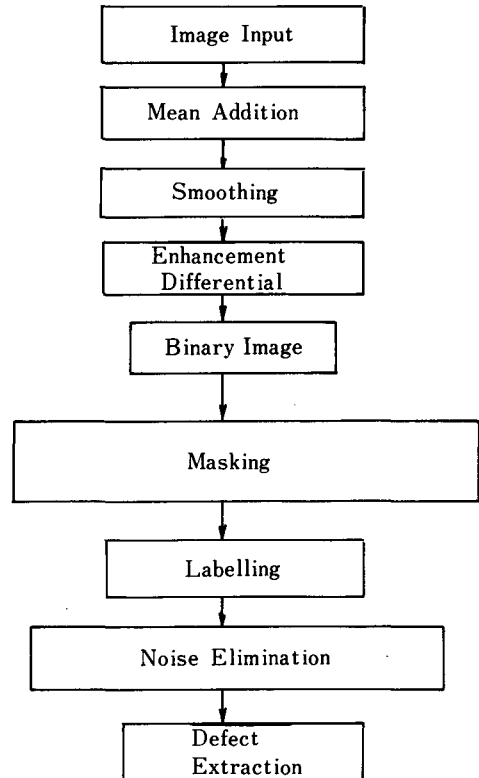 Image Input
Mean Addition
Smoothing
Enhancement
Differential
Binary Image
Masking
Labelling
Noise Elimination
Defect
Extraction